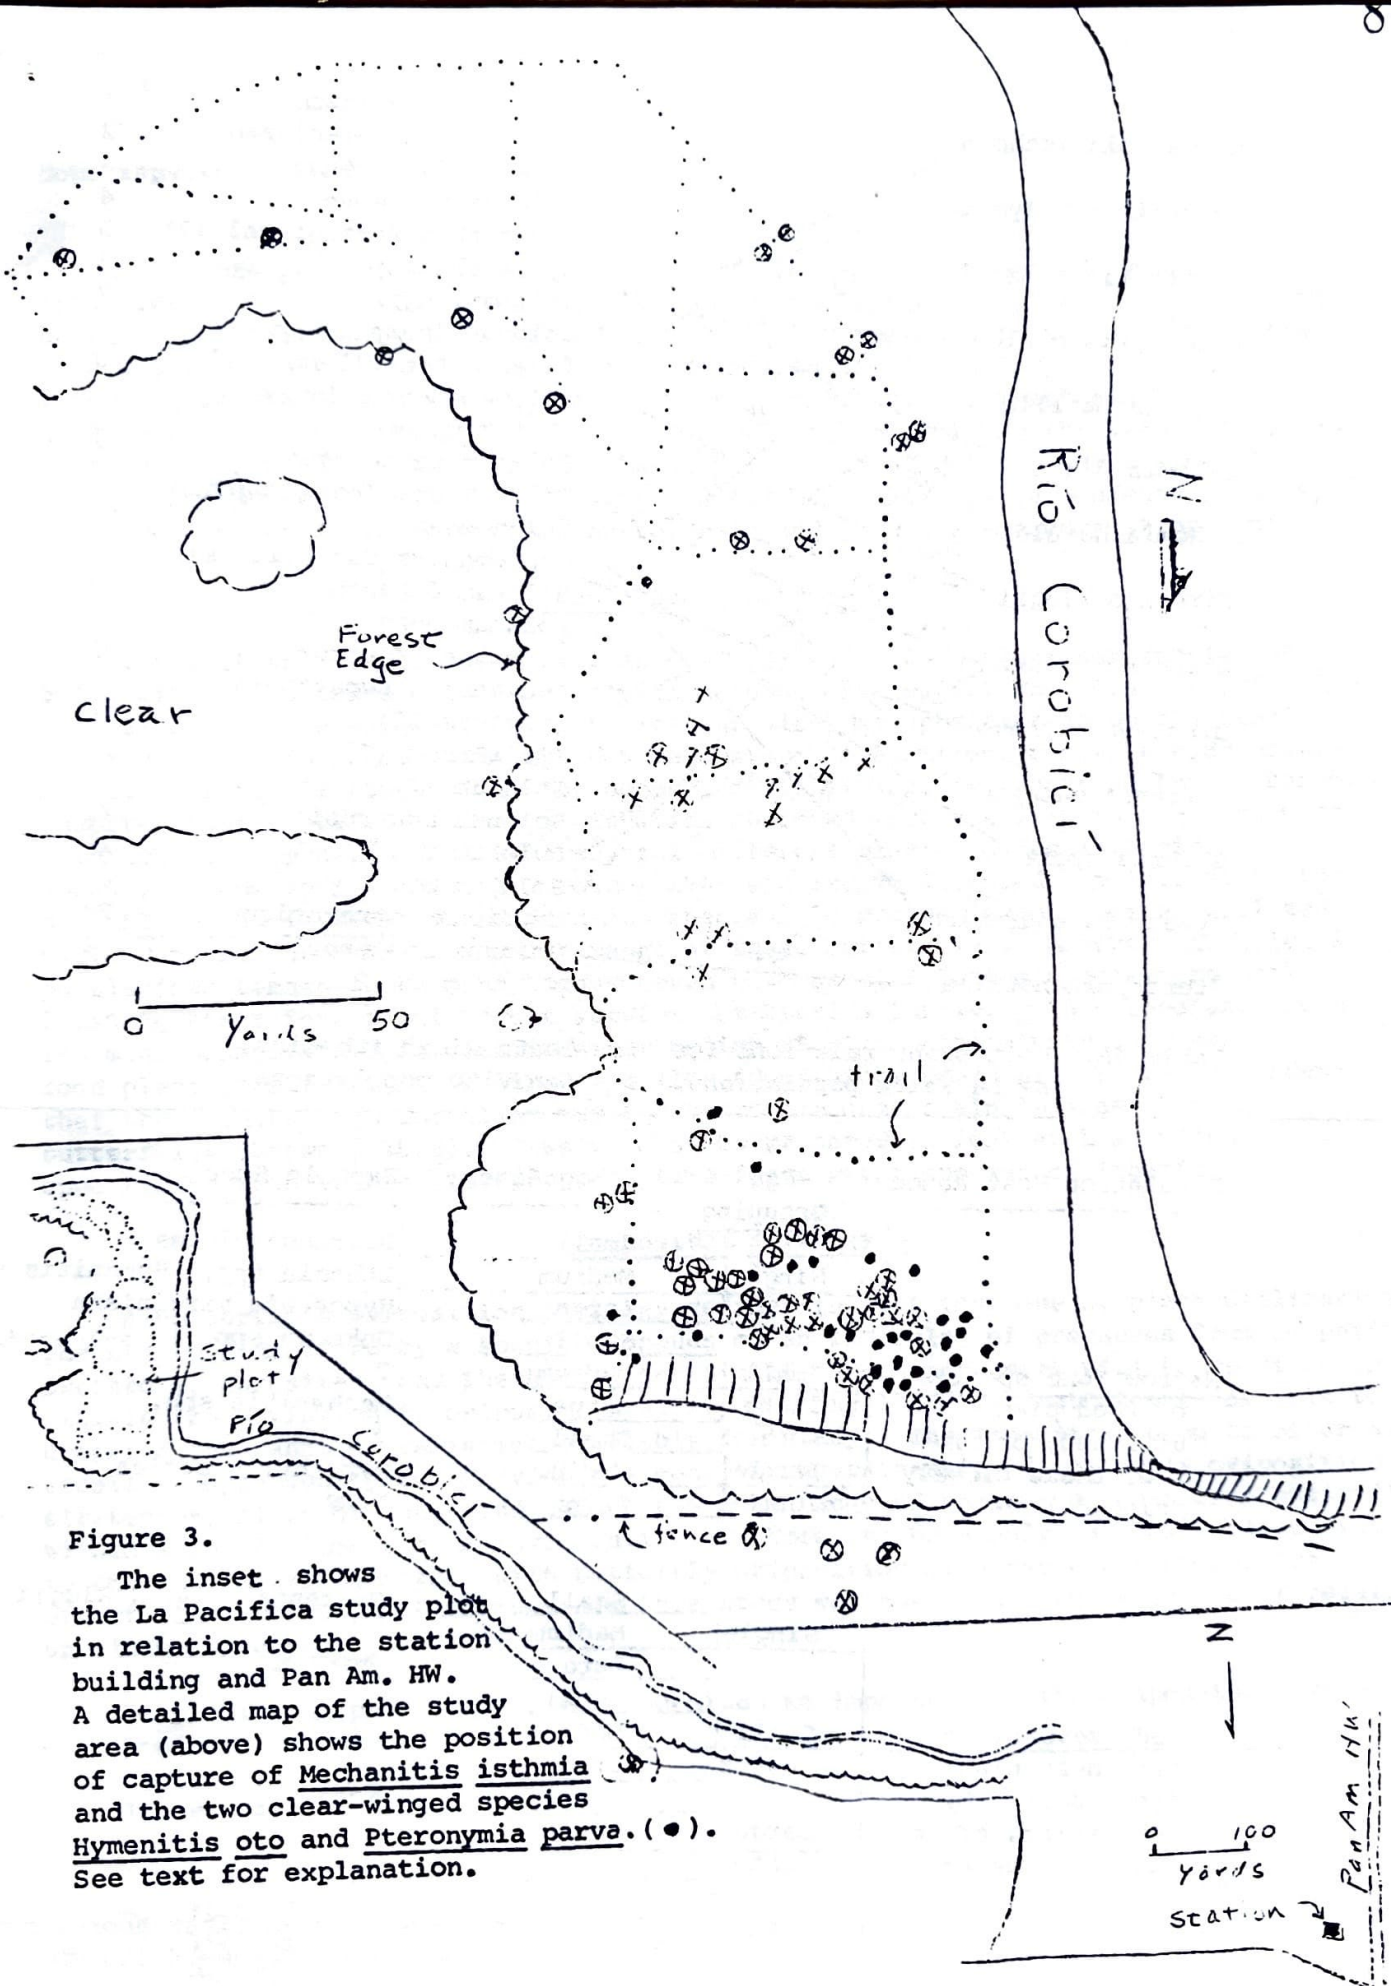 8
N
Río Corobicí
Forest
Edge
Clear
0 Yards 50
trail
study
plot
Río Corobicí
fence
Figure 3.
The inset shows
the La Pacifica study plot
in relation to the station
building and Pan Am. HW.
A detailed map of the study
area (above) shows the position
of capture of Mechanitis isthmia
and the two clear-winged species
Hymenitis oto and Pteronymia parva.(●).
See text for explanation.
N
0 100
Yards
Station
Pan Am HW